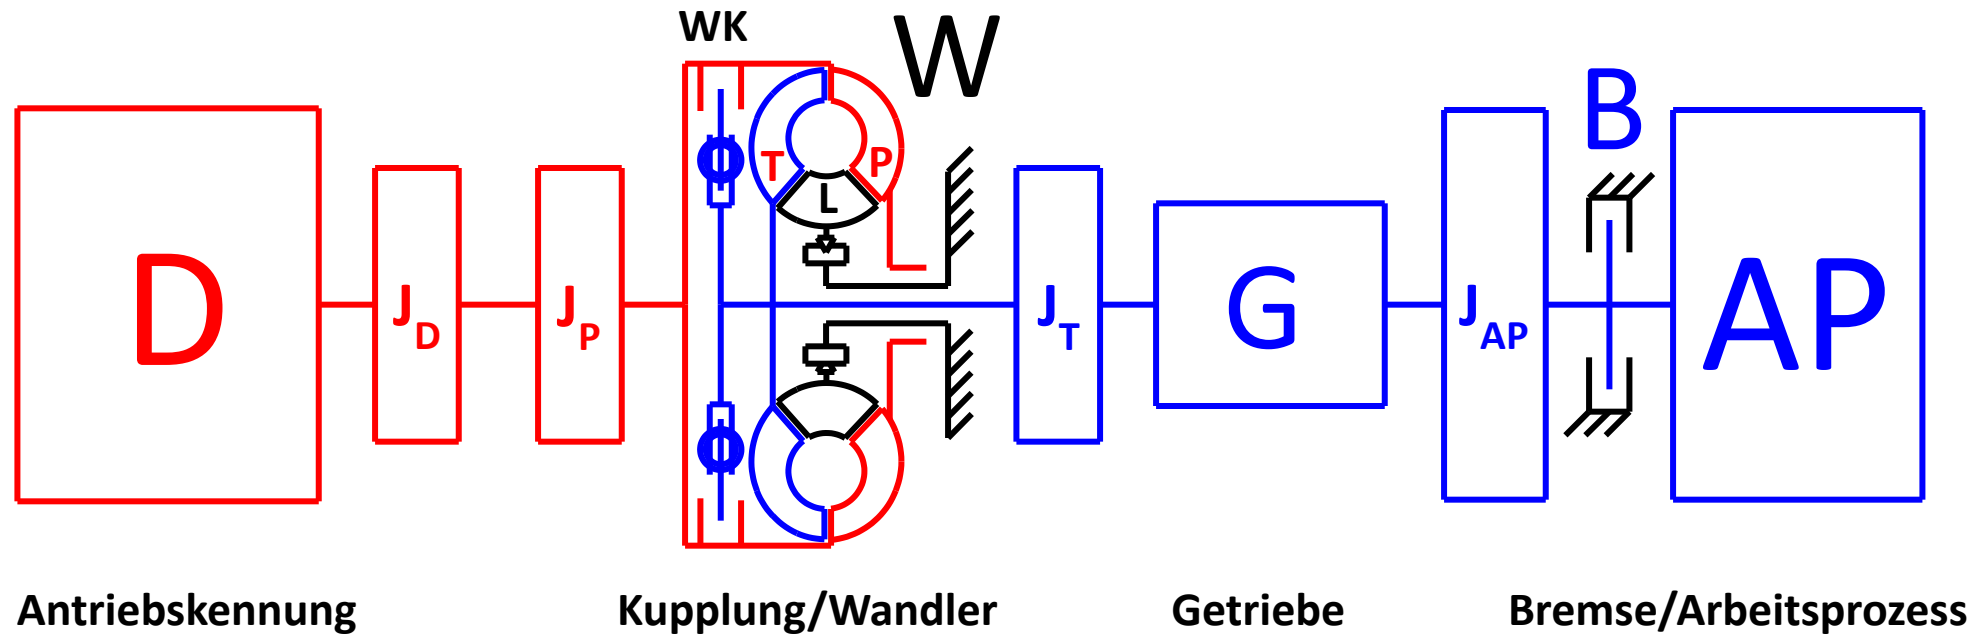 WK
W
D
J_D
J_P
T
P
L
J_T
G
J_AP
B
AP
Antriebskennung
Kupplung/Wandler
Getriebe
Bremse/Arbeitsprozess